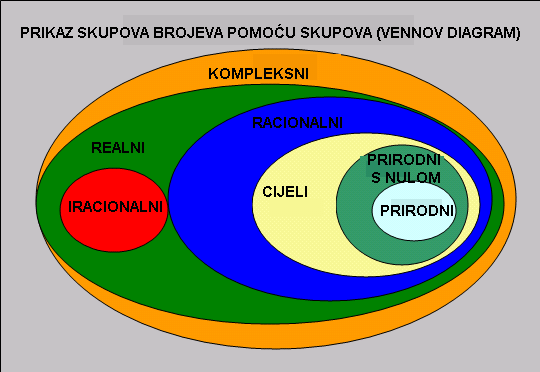 PRIKAZ SKUPOVA BROJEVA POMOĆU SKUPOVA (VENNOV DIAGRAM)
KOMPLEKSNI
RACIONALNI
REALNI
PRIRODNI
S NULOM
CIJELI
IRACIONALNI
PRIRODNI